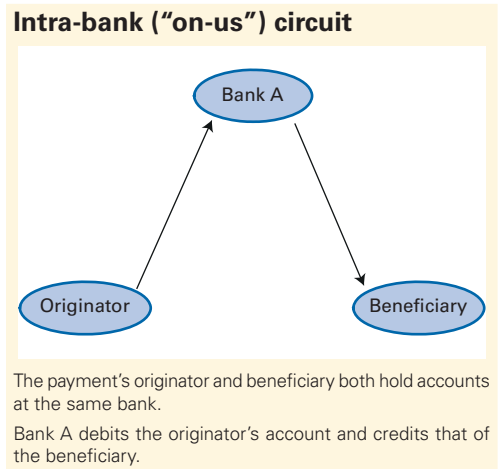 Intra-bank (“on-us”) circuit
Bank A
Originator
Beneficiary
The payment’s originator and beneficiary both hold accounts
at the same bank.
Bank A debits the originator’s account and credits that of
the beneficiary.